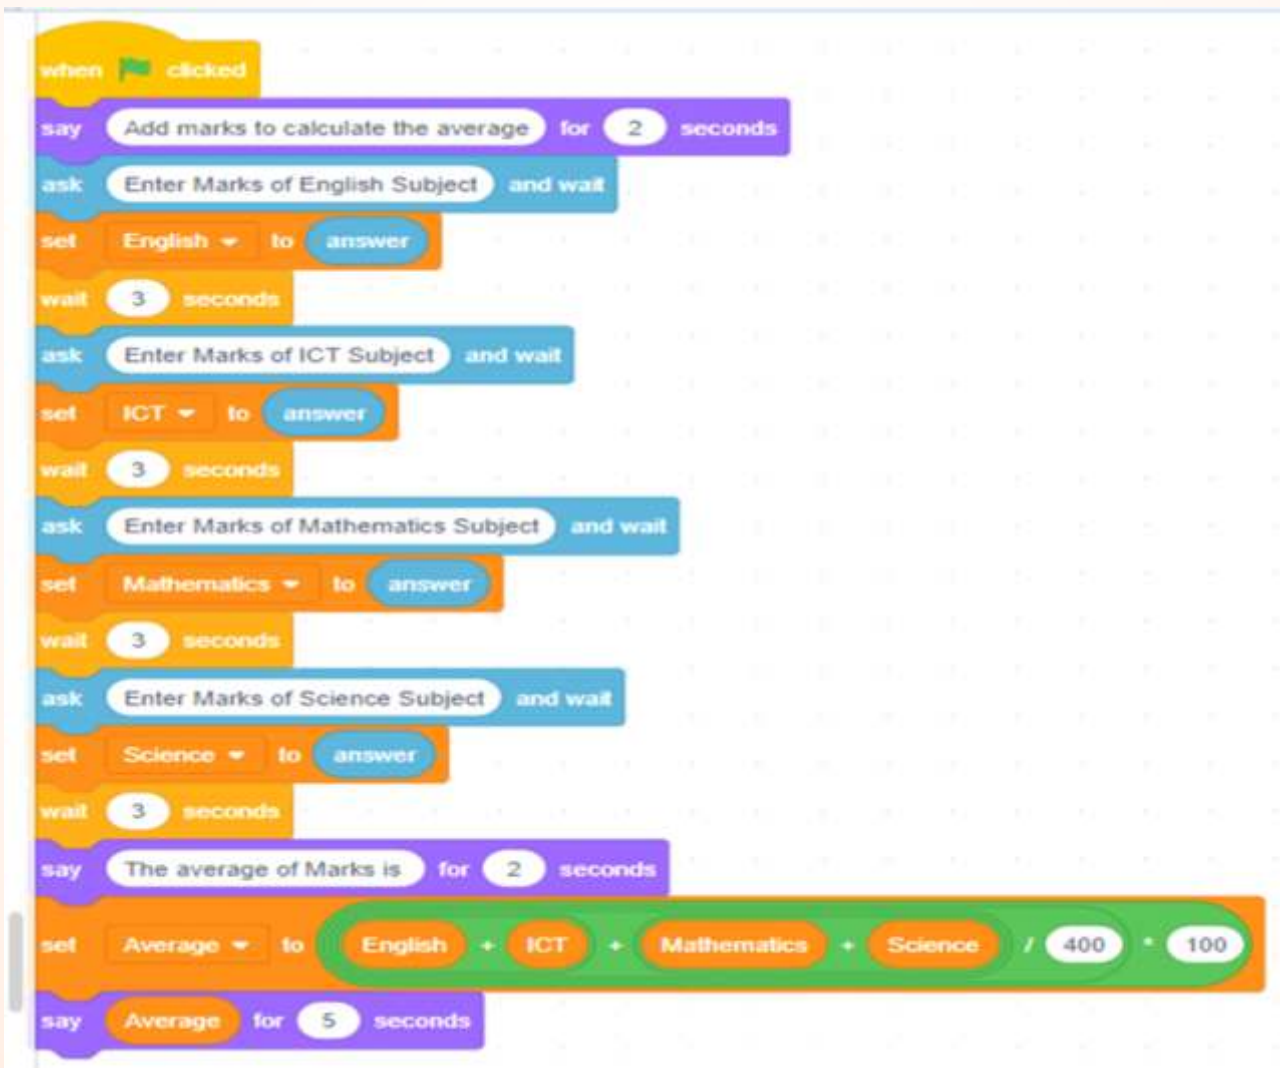 when clicked
say Add marks to calculate the average for 2 seconds
ask Enter Marks of English Subject and wait
set English to answer
wait 3 seconds
ask Enter Marks of ICT Subject and wait
set ICT to answer
wait 3 seconds
ask Enter Marks of Mathematics Subject and wait
set Mathematics to answer
wait 3 seconds
ask Enter Marks of Science Subject and wait
set Science to answer
wait 3 seconds
say The average of Marks is for 2 seconds
set Average to English + ICT + Mathematics + Science / 400 * 100
say Average for 5 seconds